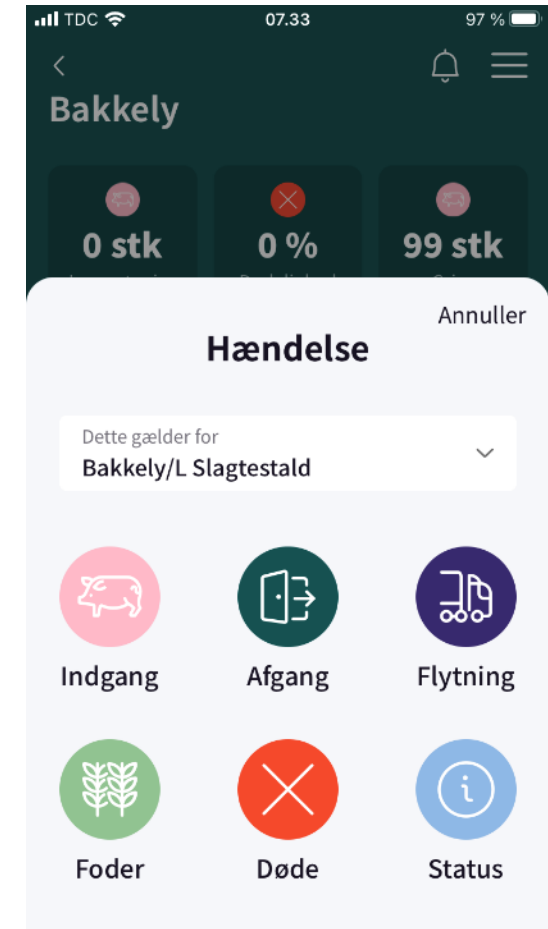 TDC 07.33 97 %
Bakkely
0 stk 0 % 99 stk
Annuller
Hændelse
Dette gælder for
Bakkely/L Slagtestald
Indgang Afgang Flytning
Foder Døde Status